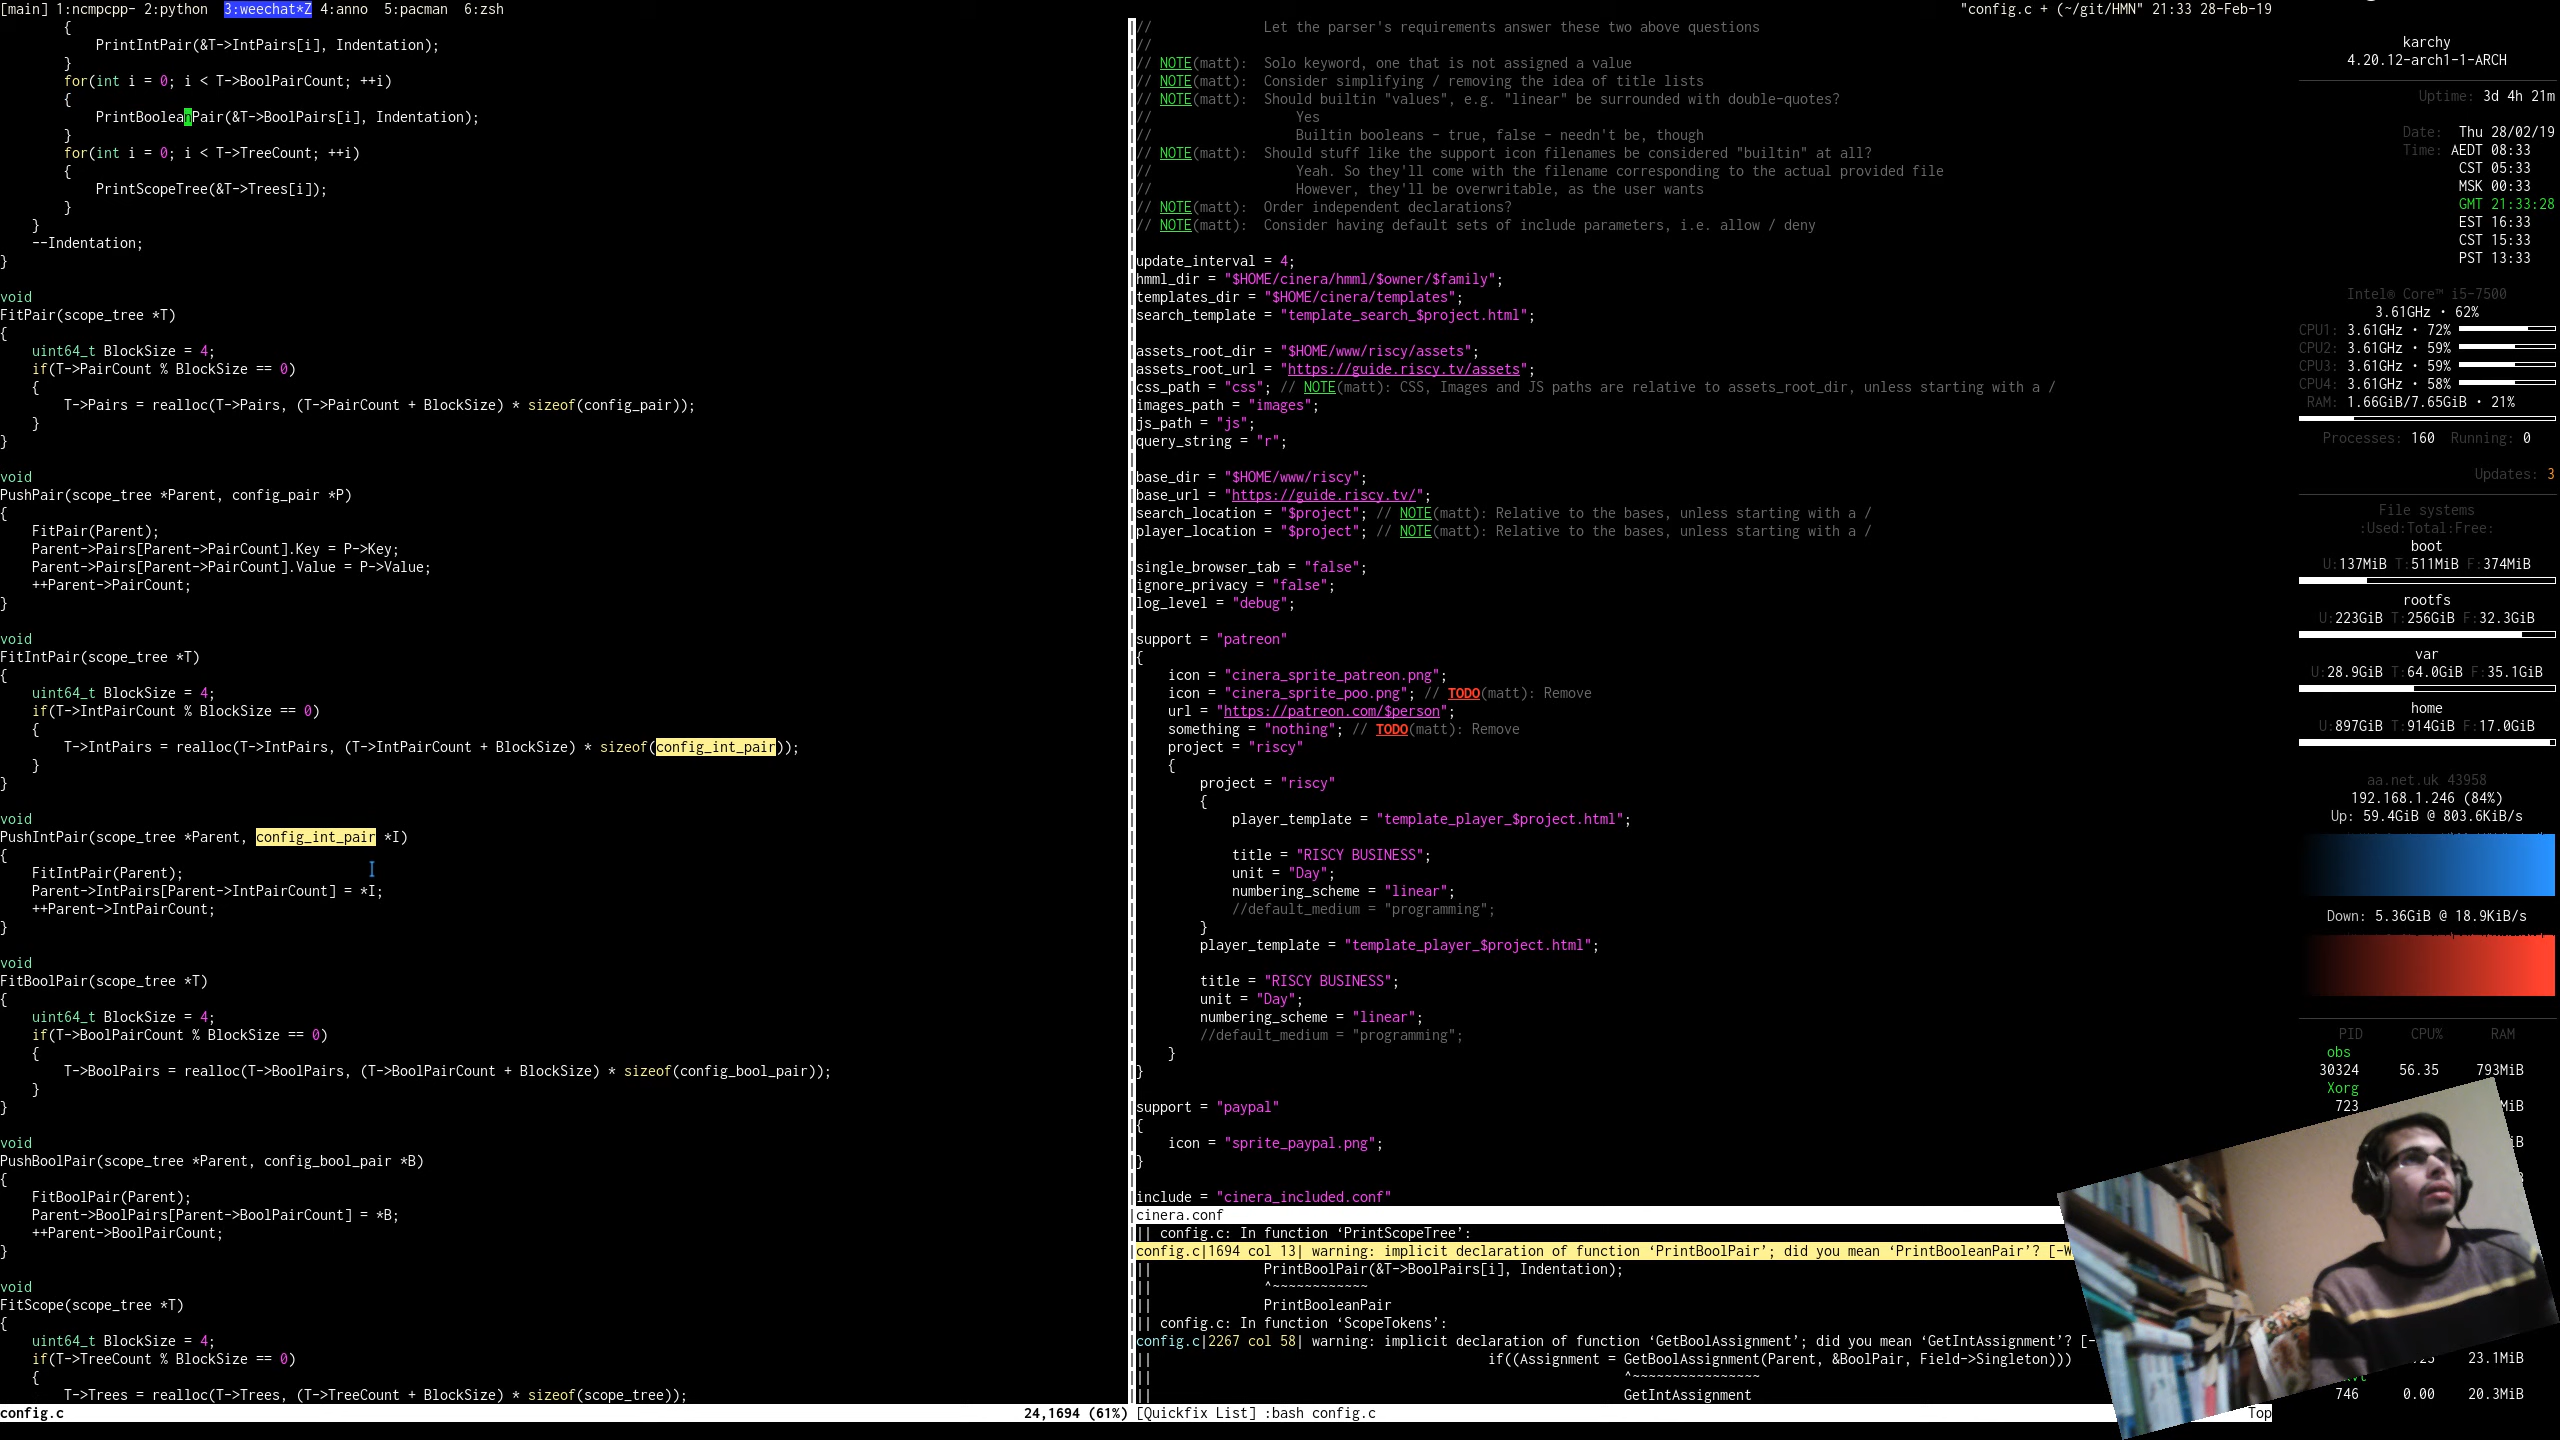 [main] 1:ncmpcpp- 2:python  3:weechat*Z 4:anno  5:pacman  6:zsh
"config.c + (~/git/HMN" 21:33 28-Feb-19
        {
            PrintIntPair(&T->IntPairs[i], Indentation);
        }
        for(int i = 0; i < T->BoolPairCount; ++i)
        {
            PrintBooleanPair(&T->BoolPairs[i], Indentation);
        }
        for(int i = 0; i < T->TreeCount; ++i)
        {
            PrintScopeTree(&T->Trees[i]);
        }
    }
    --Indentation;
}
void
FitPair(scope_tree *T)
{
    uint64_t BlockSize = 4;
    if(T->PairCount % BlockSize == 0)
    {
        T->Pairs = realloc(T->Pairs, (T->PairCount + BlockSize) * sizeof(config_pair));
    }
}
void
PushPair(scope_tree *Parent, config_pair *P)
{
    FitPair(Parent);
    Parent->Pairs[Parent->PairCount].Key = P->Key;
    Parent->Pairs[Parent->PairCount].Value = P->Value;
    ++Parent->PairCount;
}
void
FitIntPair(scope_tree *T)
{
    uint64_t BlockSize = 4;
    if(T->IntPairCount % BlockSize == 0)
    {
        T->IntPairs = realloc(T->IntPairs, (T->IntPairCount + BlockSize) * sizeof(config_int_pair));
    }
}
void
PushIntPair(scope_tree *Parent, config_int_pair *I)
{
    FitIntPair(Parent);
    Parent->IntPairs[Parent->IntPairCount] = *I;
    ++Parent->IntPairCount;
}
void
FitBoolPair(scope_tree *T)
{
    uint64_t BlockSize = 4;
    if(T->BoolPairCount % BlockSize == 0)
    {
        T->BoolPairs = realloc(T->BoolPairs, (T->BoolPairCount + BlockSize) * sizeof(config_bool_pair));
    }
}
void
PushBoolPair(scope_tree *Parent, config_bool_pair *B)
{
    FitBoolPair(Parent);
    Parent->BoolPairs[Parent->BoolPairCount] = *B;
    ++Parent->BoolPairCount;
}
void
FitScope(scope_tree *T)
{
    uint64_t BlockSize = 4;
    if(T->TreeCount % BlockSize == 0)
    {
        T->Trees = realloc(T->Trees, (T->TreeCount + BlockSize) * sizeof(scope_tree));
config.c 24,1694 (61%)
//              Let the parser's requirements answer these two above questions
//
// NOTE(matt):  Solo keyword, one that is not assigned a value
// NOTE(matt):  Consider simplifying / removing the idea of title lists
// NOTE(matt):  Should builtin "values", e.g. "linear" be surrounded with double-quotes?
//                  Yes
//                  Builtin booleans - true, false - needn't be, though
// NOTE(matt):  Should stuff like the support icon filenames be considered "builtin" at all?
//                  Yeah. So they'll come with the filename corresponding to the actual provided file
//                  However, they'll be overwritable, as the user wants
// NOTE(matt):  Order independent declarations?
// NOTE(matt):  Consider having default sets of include parameters, i.e. allow / deny
update_interval = 4;
hmml_dir = "$HOME/cinera/hmml/$owner/$family";
templates_dir = "$HOME/cinera/templates";
search_template = "template_search_$project.html";
assets_root_dir = "$HOME/www/riscy/assets";
assets_root_url = "https://guide.riscy.tv/assets";
css_path = "css"; // NOTE(matt): CSS, Images and JS paths are relative to assets_root_dir, unless starting with a /
images_path = "images";
js_path = "js";
query_string = "r";
base_dir = "$HOME/www/riscy";
base_url = "https://guide.riscy.tv/";
search_location = "$project"; // NOTE(matt): Relative to the bases, unless starting with a /
player_location = "$project"; // NOTE(matt): Relative to the bases, unless starting with a /
single_browser_tab = "false";
ignore_privacy = "false";
log_level = "debug";
support = "patreon"
{
    icon = "cinera_sprite_patreon.png";
    icon = "cinera_sprite_poo.png"; // TODO(matt): Remove
    url = "https://patreon.com/$person";
    something = "nothing"; // TODO(matt): Remove
    project = "riscy"
    {
        project = "riscy"
        {
            player_template = "template_player_$project.html";
            title = "RISCY BUSINESS";
            unit = "Day";
            numbering_scheme = "linear";
            //default_medium = "programming";
        }
        player_template = "template_player_$project.html";
        title = "RISCY BUSINESS";
        unit = "Day";
        numbering_scheme = "linear";
        //default_medium = "programming";
    }
}
support = "paypal"
{
    icon = "sprite_paypal.png";
}
include = "cinera_included.conf"
cinera.conf
|| config.c: In function ‘PrintScopeTree’:
config.c|1694 col 13| warning: implicit declaration of function ‘PrintBoolPair’; did you mean ‘PrintBooleanPair’? [-W
||              PrintBoolPair(&T->BoolPairs[i], Indentation);
||              ^~~~~~~~~~~~~
||              PrintBooleanPair
|| config.c: In function ‘ScopeTokens’:
config.c|2267 col 58| warning: implicit declaration of function ‘GetBoolAssignment’; did you mean ‘GetIntAssignment’? [-
||                                          if((Assignment = GetBoolAssignment(Parent, &BoolPair, Field->Singleton)))
||                                                           ^~~~~~~~~~~~~~~~~
||                                                           GetIntAssignment
[Quickfix List] :bash config.c Top
karchy
4.20.12-arch1-1-ARCH
Uptime: 3d 4h 21m
Date: Thu 28/02/19
Time: AEDT 08:33
CST 05:33
MSK 00:33
GMT 21:33:28
EST 16:33
CST 15:33
PST 13:33
Intel® Core™ i5-7500
3.61GHz · 62%
CPU1: 3.61GHz · 72%
CPU2: 3.61GHz · 59%
CPU3: 3.61GHz · 59%
CPU4: 3.61GHz · 58%
RAM: 1.66GiB/7.65GiB · 21%
Processes: 160  Running: 0
Updates: 3
File systems
:Used:Total:Free:
boot
U:137MiB T:511MiB F:374MiB
rootfs
U:223GiB T:256GiB F:32.3GiB
var
U:28.9GiB T:64.0GiB F:35.1GiB
home
U:897GiB T:914GiB F:17.0GiB
aa.net.uk 43958
192.168.1.246 (84%)
Up: 59.4GiB @ 803.6KiB/s
Down: 5.36GiB @ 18.9KiB/s
PID CPU% RAM
obs
30324 56.35 793MiB
Xorg
723 MiB
23.1MiB
746 0.00 20.3MiB